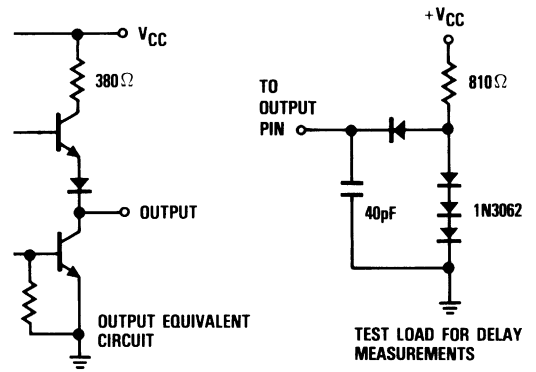 VCC
380Ω
OUTPUT
OUTPUT EQUIVALENT
CIRCUIT
+VCC
810Ω
TO
OUTPUT
PIN
40pF
1N3062
TEST LOAD FOR DELAY
MEASUREMENTS